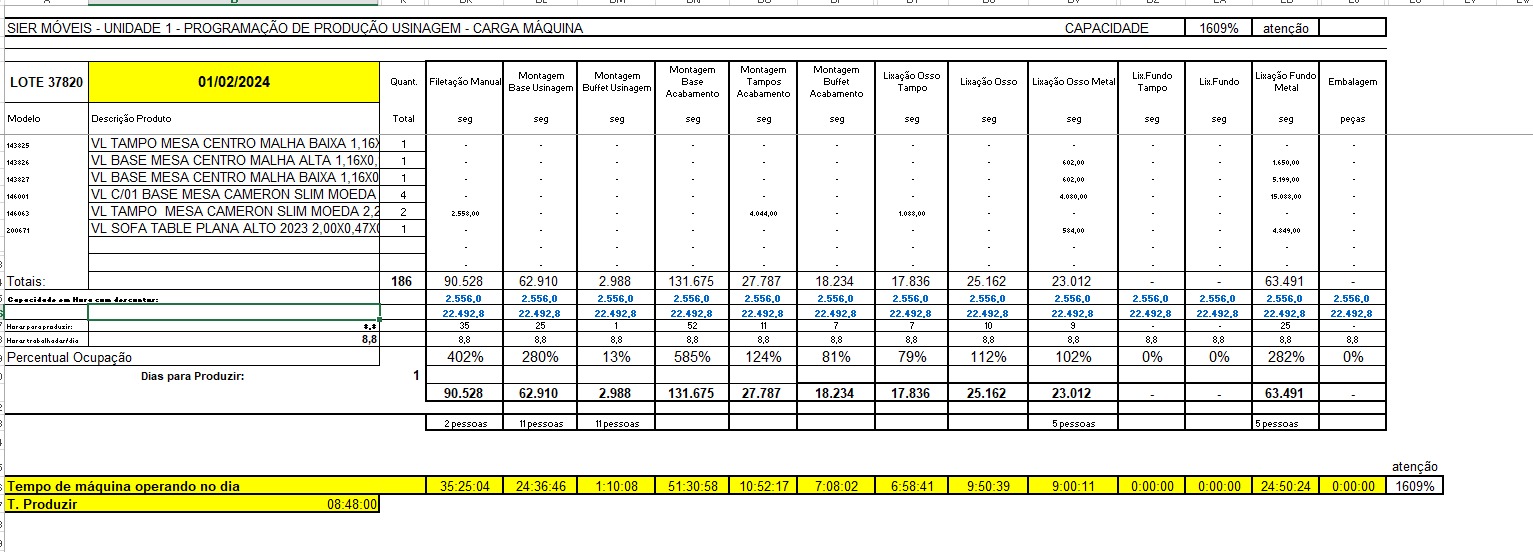 SIER MÓVEIS - UNIDADE 1 - PROGRAMAÇÃO DE PRODUÇÃO USINAGEM - CARGA MÁQUINA CAPACIDADE 1609% atenção
LOTE 37820 01/02/2024 Quant. Filetação Manual Montagem Base Usinagem Montagem Buffet Usinagem Montagem Base Acabamento Montagem Tampos Acabamento Montagem Buffet Acabamento Lixação Osso Tampo Lixação Osso Lixação Osso Metal Lix.Fundo Tampo Lix.Fundo Lixação Fundo Metal Embalagem
Modelo Descrição Produto Total seg seg seg seg seg seg seg seg seg seg seg seg peças
143825 VL TAMPO MESA CENTRO MALHA BAIXA 1,16X 1 - - - - - - - - - - - - -
143826 VL BASE MESA CENTRO MALHA ALTA 1,16X0, 1 - - - - - - - - 602,00 - - 1.650,00 -
143827 VL BASE MESA CENTRO MALHA BAIXA 1,16X0 1 - - - - - - - - 602,00 - - 5.199,00 -
146001 VL C/01 BASE MESA CAMERON SLIM MOEDA 4 - - - - - - - - 4.080,00 - - 15.088,00 -
146063 VL TAMPO MESA CAMERON SLIM MOEDA 2,2 2 2.558,00 - - - 4.044,00 - 1.088,00 - - - - - -
200671 VL SOFA TABLE PLANA ALTO 2023 2,00X0,47X0 1 - - - - - - - - 584,00 - - 4.849,00 -
- - - - - - - - - - - - -
- - - - - - - - - - - - -
Totais: 186 90.528 62.910 2.988 131.675 27.787 18.234 17.836 25.162 23.012 - - 63.491 -
Capacidade em Hora com descontos: 2.556,0 2.556,0 2.556,0 2.556,0 2.556,0 2.556,0 2.556,0 2.556,0 2.556,0 2.556,0 2.556,0 2.556,0 2.556,0
22.492,8 22.492,8 22.492,8 22.492,8 22.492,8 22.492,8 22.492,8 22.492,8 22.492,8 22.492,8 22.492,8 22.492,8 22.492,8
Horas para produzir: 8,8 35 25 1 52 11 7 7 10 9 - - 25 -
Horas trabalhadas/dia 8,8 8,8 8,8 8,8 8,8 8,8 8,8 8,8 8,8 8,8 8,8 8,8 8,8 8,8
Percentual Ocupação 402% 280% 13% 585% 124% 81% 79% 112% 102% 0% 0% 282% 0%
Dias para Produzir: 1
90.528 62.910 2.988 131.675 27.787 18.234 17.836 25.162 23.012 - - 63.491 -
2 pessoas 11 pessoas 11 pessoas 5 pessoas 5 pessoas
atenção
Tempo de máquina operando no dia 35:25:04 24:36:46 1:10:08 51:30:58 10:52:17 7:08:02 6:58:41 9:50:39 9:00:11 0:00:00 0:00:00 24:50:24 0:00:00 1609%
T. Produzir 08:48:00